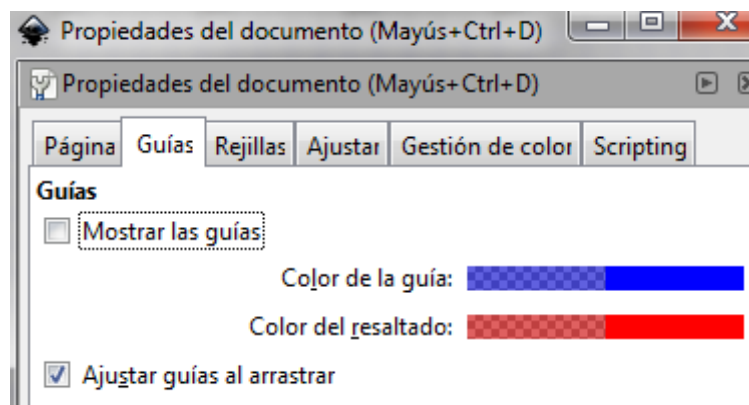 Propiedades del documento (Mayús+Ctrl+D)
Propiedades del documento (Mayús+Ctrl+D)
Página Guías Rejillas Ajustar Gestión de color Scripting
Guías
Mostrar las guías
Color de la guía:
Color del resaltado:
Ajustar guías al arrastrar